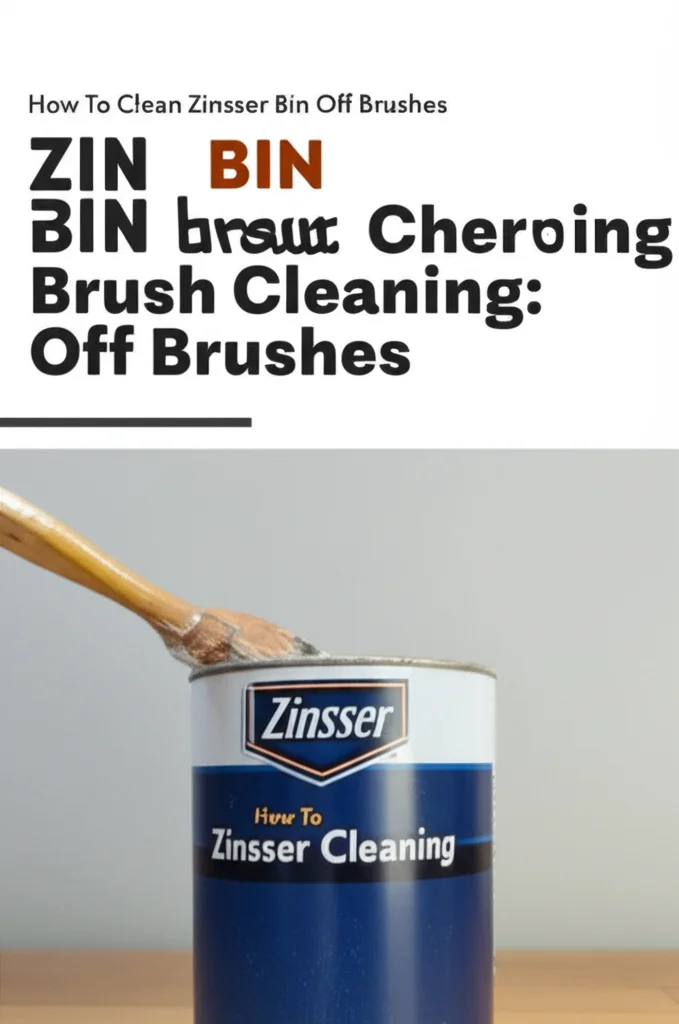 How To Clean Zinsser Bin Off Brushes
ZIN BIN
BIN Cheroing
Brush Cleaning:
Off Brushes
Zinsser
How To
Zinsser Cleaning